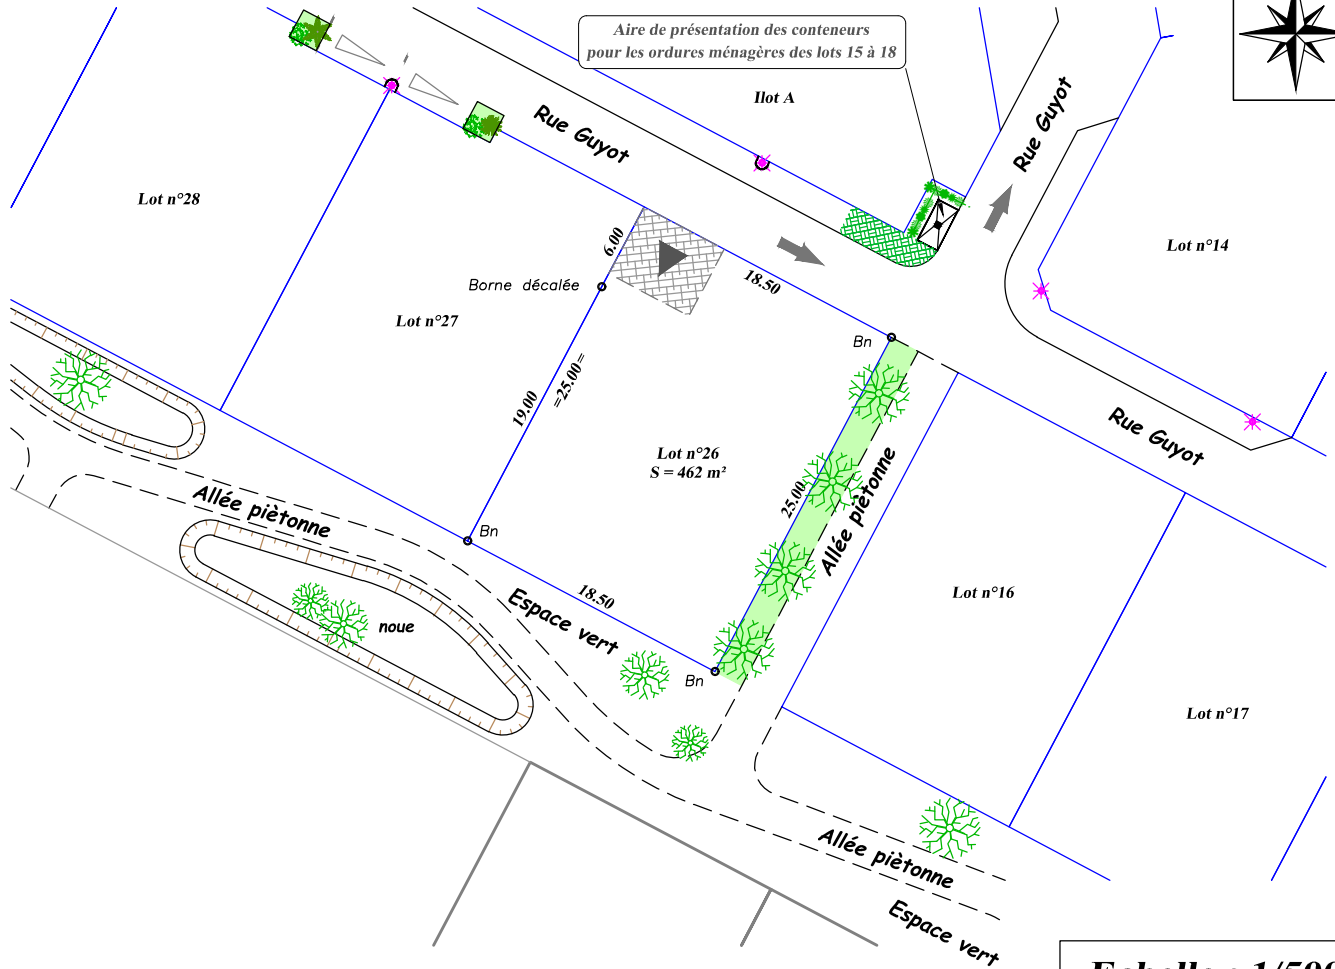 Aire de présentation des conteneurs
pour les ordures ménagères des lots 15 à 18
Ilot A
Rue Guyot
Rue Guyot
Lot n°28
Lot n°14
6.00
18.50
Borne décalée
Lot n°27
Bn
=25.00=
19.00
Rue Guyot
Lot n°26
S = 462 m²
25.00
Allée piètonne
Allée piètonne
Bn
18.50
Espace vert
Lot n°16
noue
Bn
Lot n°17
Allée piètonne
Espace vert